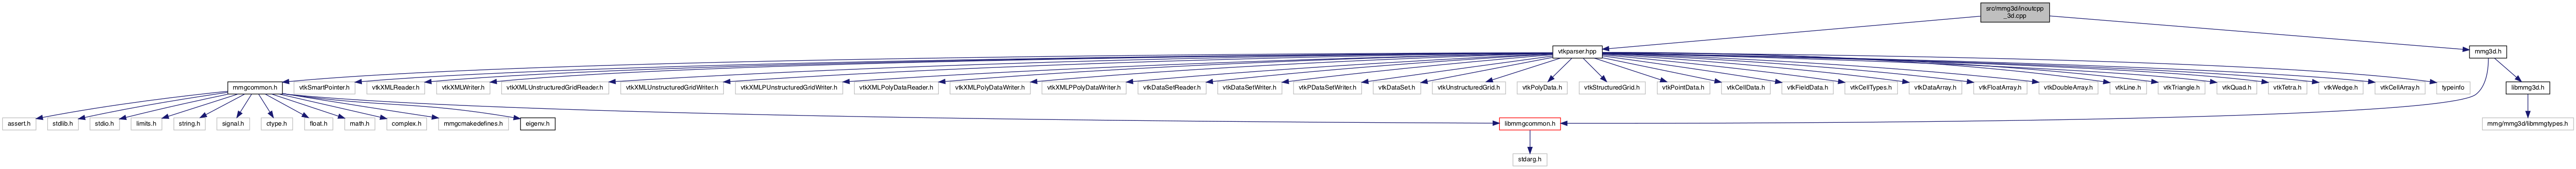 src/mmg3d/inoutcpp
_3d.cpp
vtkparser.hpp
mmg3d.h
mmgcommon.h
vtkSmartPointer.h
vtkXMLReader.h
vtkXMLWriter.h
vtkXMLUnstructuredGridReader.h
vtkXMLUnstructuredGridWriter.h
vtkXMLPUnstructuredGridWriter.h
vtkXMLPolyDataReader.h
vtkXMLPolyDataWriter.h
vtkXMLPPolyDataWriter.h
vtkDataSetReader.h
vtkDataSetWriter.h
vtkPDataSetWriter.h
vtkDataSet.h
vtkUnstructuredGrid.h
vtkPolyData.h
vtkStructuredGrid.h
vtkPointData.h
vtkCellData.h
vtkFieldData.h
vtkCellTypes.h
vtkDataArray.h
vtkFloatArray.h
vtkDoubleArray.h
vtkLine.h
vtkTriangle.h
vtkQuad.h
vtkTetra.h
vtkWedge.h
vtkCellArray.h
typeinfo
libmmg3d.h
assert.h
stdlib.h
stdio.h
limits.h
string.h
signal.h
ctype.h
float.h
math.h
complex.h
mmgcmakedefines.h
eigenv.h
libmmgcommon.h
mmg/mmg3d/libmmgtypes.h
stdarg.h